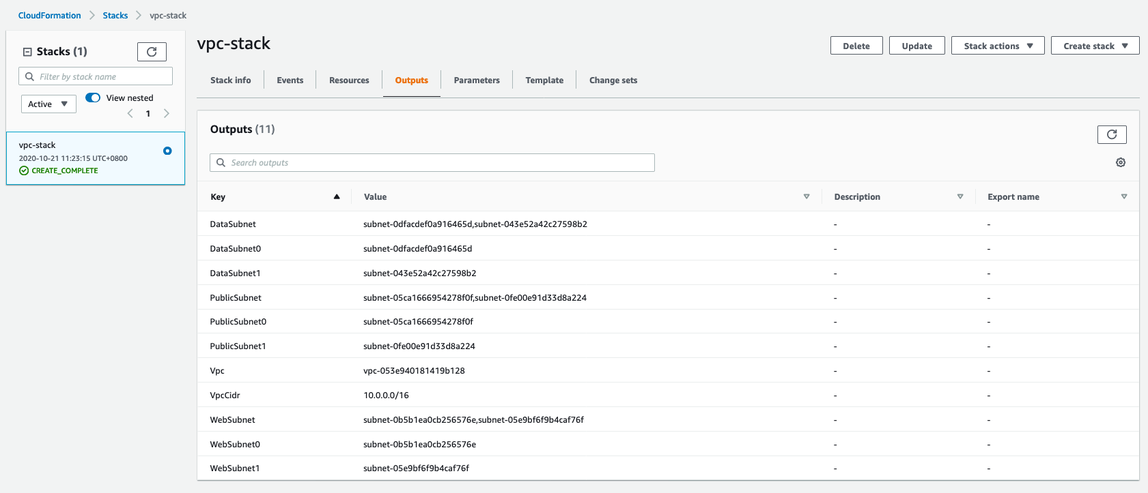 CloudFormation > Stacks > vpc-stack
Stacks (1)
Filter by stack name
Active
View nested
1
vpc-stack
2020-10-21 11:23:15 UTC+0800
CREATE_COMPLETE
vpc-stack
Delete
Update
Stack actions
Create stack
Stack info
Events
Resources
Outputs
Parameters
Template
Change sets
Outputs (11)
Search outputs
Key Value Description Export name
DataSubnet subnet-0dfacdef0a916465d,subnet-043e52a42c27598b2 - -
DataSubnet0 subnet-0dfacdef0a916465d - -
DataSubnet1 subnet-043e52a42c27598b2 - -
PublicSubnet subnet-05ca1666954278f0f,subnet-0fe00e91d33d8a224 - -
PublicSubnet0 subnet-05ca1666954278f0f - -
PublicSubnet1 subnet-0fe00e91d33d8a224 - -
Vpc vpc-053e940181419b128 - -
VpcCidr 10.0.0.0/16 - -
WebSubnet subnet-0b5b1ea0cb256576e,subnet-05e9bf6f9b4caf76f - -
WebSubnet0 subnet-0b5b1ea0cb256576e - -
WebSubnet1 subnet-05e9bf6f9b4caf76f - -